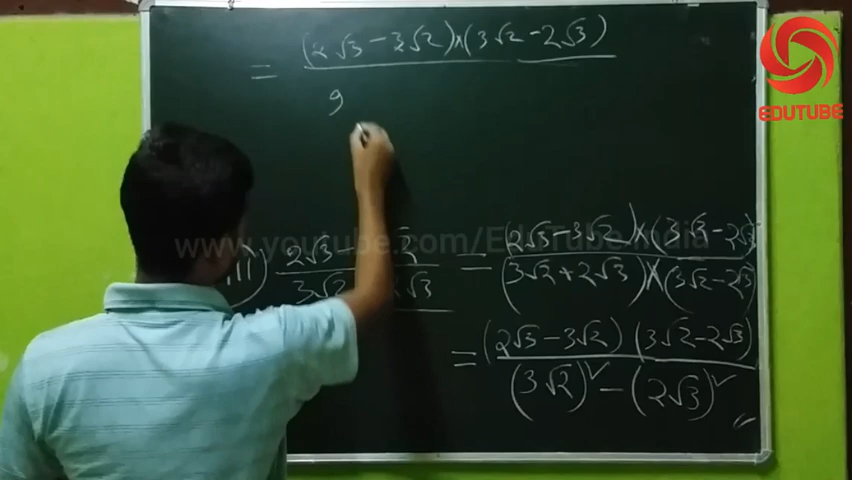 = (2√3 − 3√2)×(3√2 − 2√3)
9
EDUTUBE
www.youtube.com/EduTube India
iii) 2√3 − √2 / 3√2 √3 = (2√3−3√2)×(3√3−2√3) / (3√2+2√3)×(3√2−2√3)
= (2√3−3√2) (3√2−2√3) / (3√2)² − (2√3)²